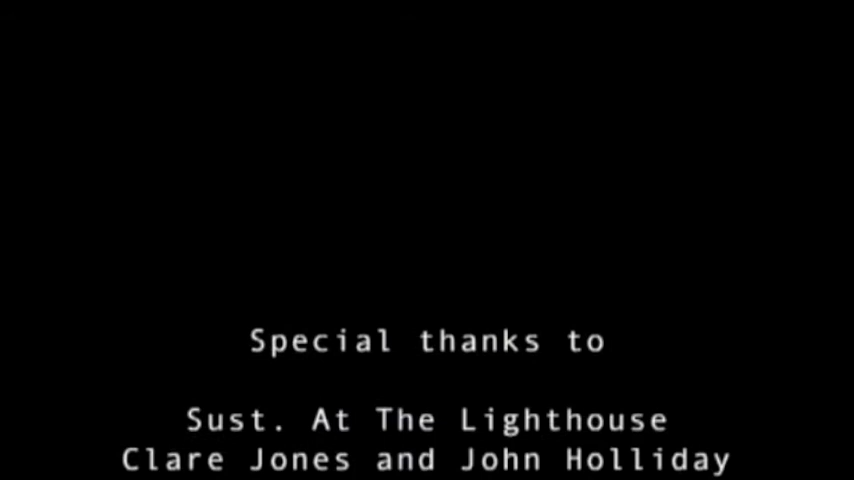 Special thanks to
Sust. At The Lighthouse
Clare Jones and John Holliday